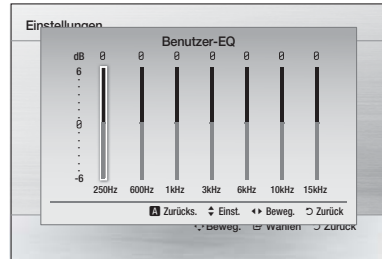 Einstellungen
Benutzer-EQ
dB 0 0 0 0 0 0 0
6
0
-6
250Hz 600Hz 1kHz 3kHz 6kHz 10kHz 15kHz
A Zurücks. Einst. Beweg. Zurück
Beweg. Wählen Zurück